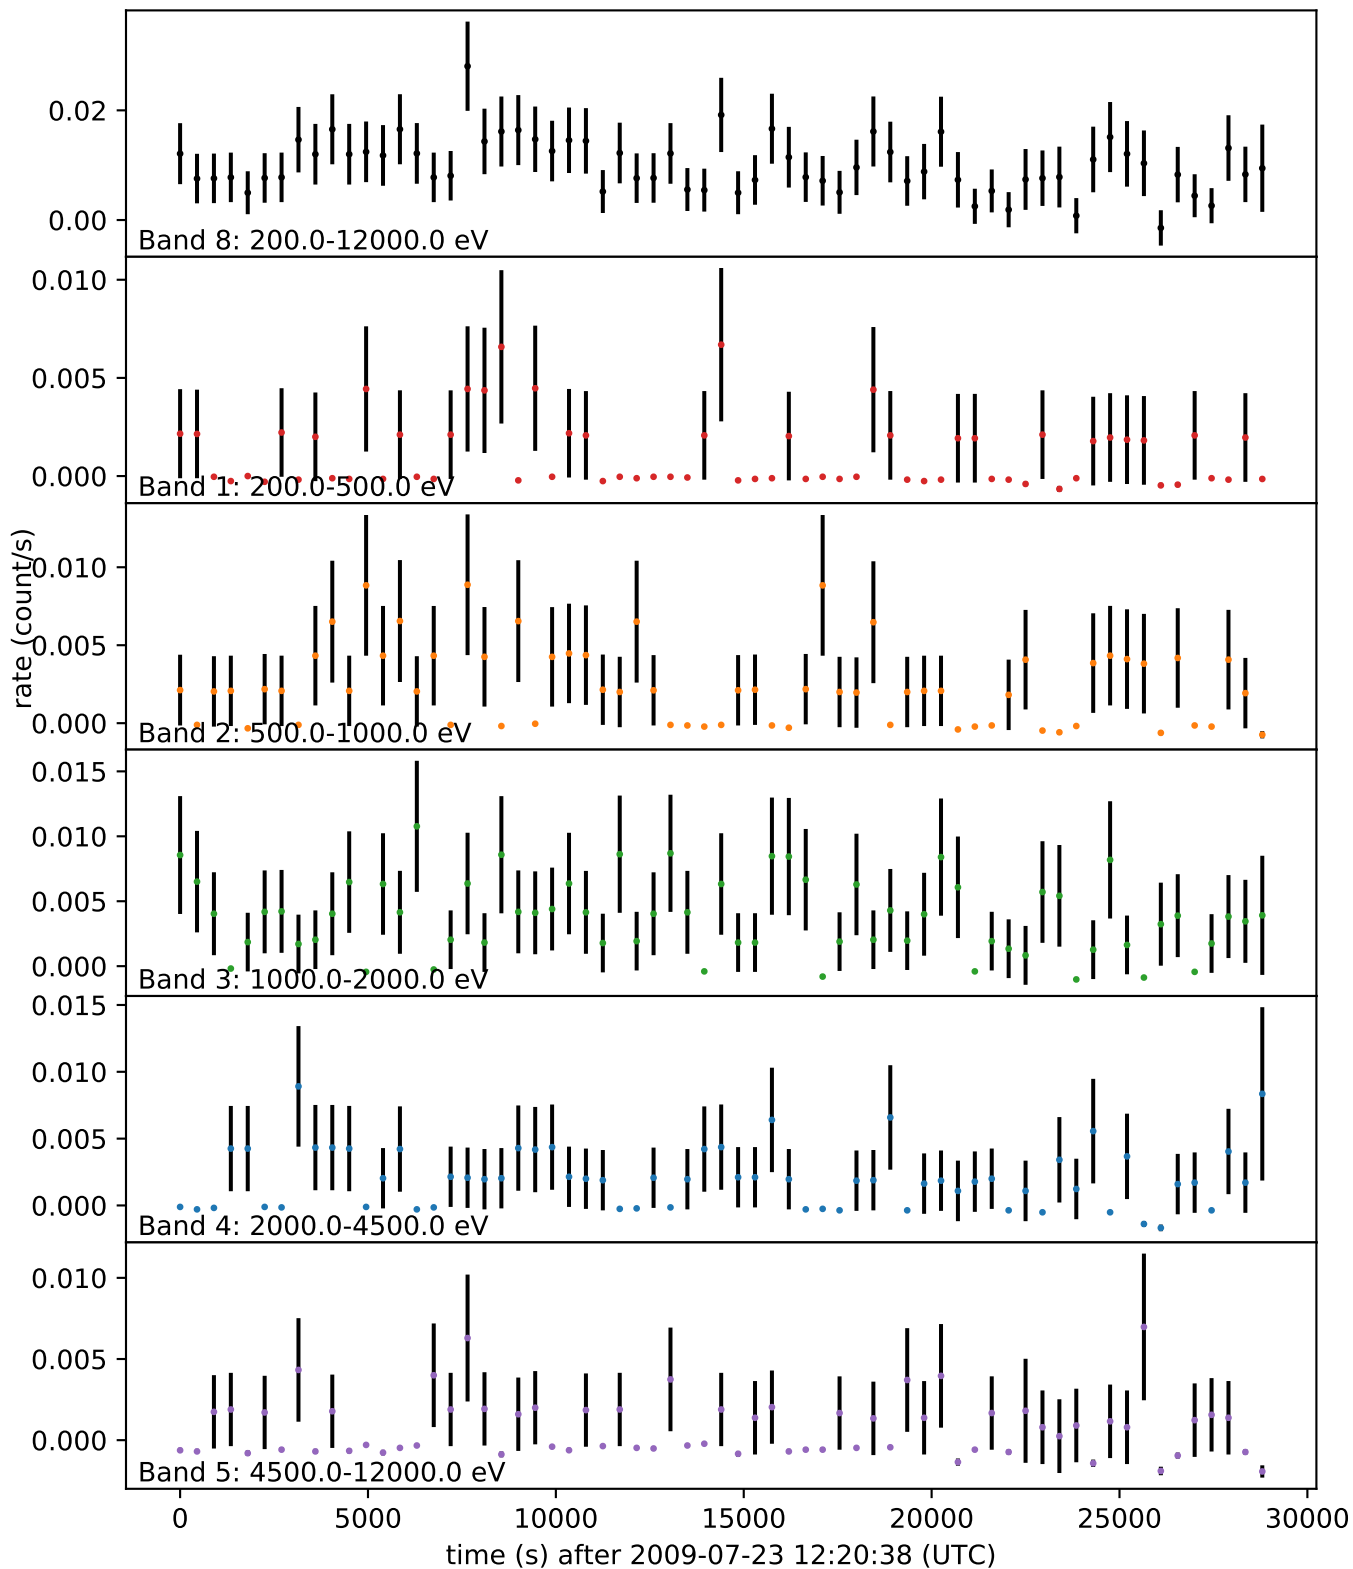 0.02
0.00
Band 8: 200.0-12000.0 eV
0.010
0.005
0.000
Band 1: 200.0-500.0 eV
rate (count/s)
0.010
0.005
0.000
Band 2: 500.0-1000.0 eV
0.015
0.010
0.005
0.000
Band 3: 1000.0-2000.0 eV
0.015
0.010
0.005
0.000
Band 4: 2000.0-4500.0 eV
0.010
0.005
0.000
Band 5: 4500.0-12000.0 eV
0 5000 10000 15000 20000 25000 30000
time (s) after 2009-07-23 12:20:38 (UTC)